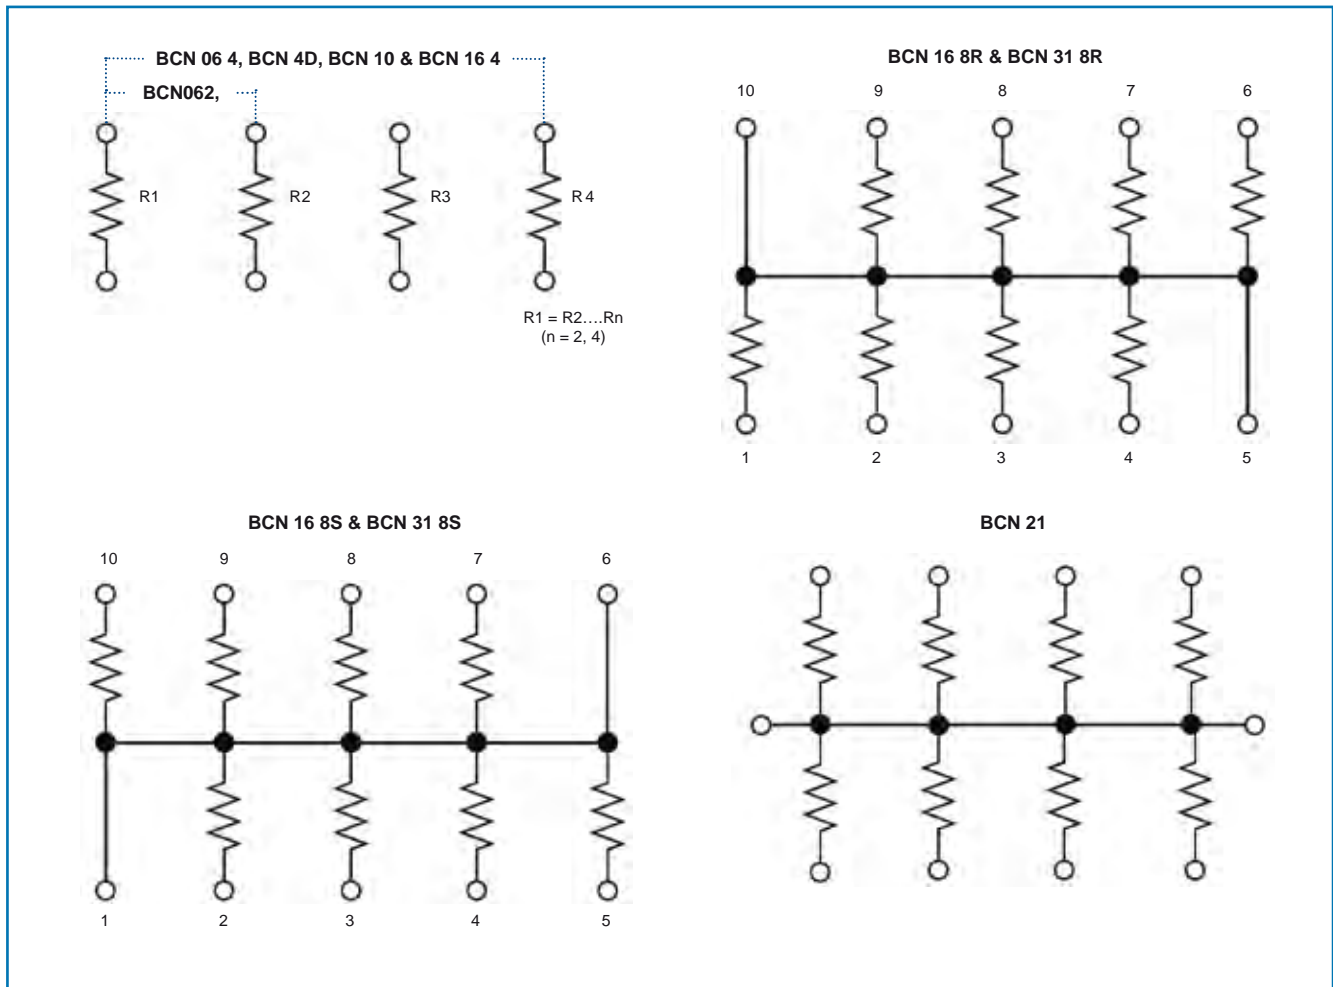 BCN 06 4, BCN 4D, BCN 10 & BCN 16 4
BCN062,
R1
R2
R3
R4
R1 = R2....Rn
(n = 2, 4)
BCN 16 8R & BCN 31 8R
10 9 8 7 6
1 2 3 4 5
BCN 16 8S & BCN 31 8S
10 9 8 7 6
1 2 3 4 5
BCN 21